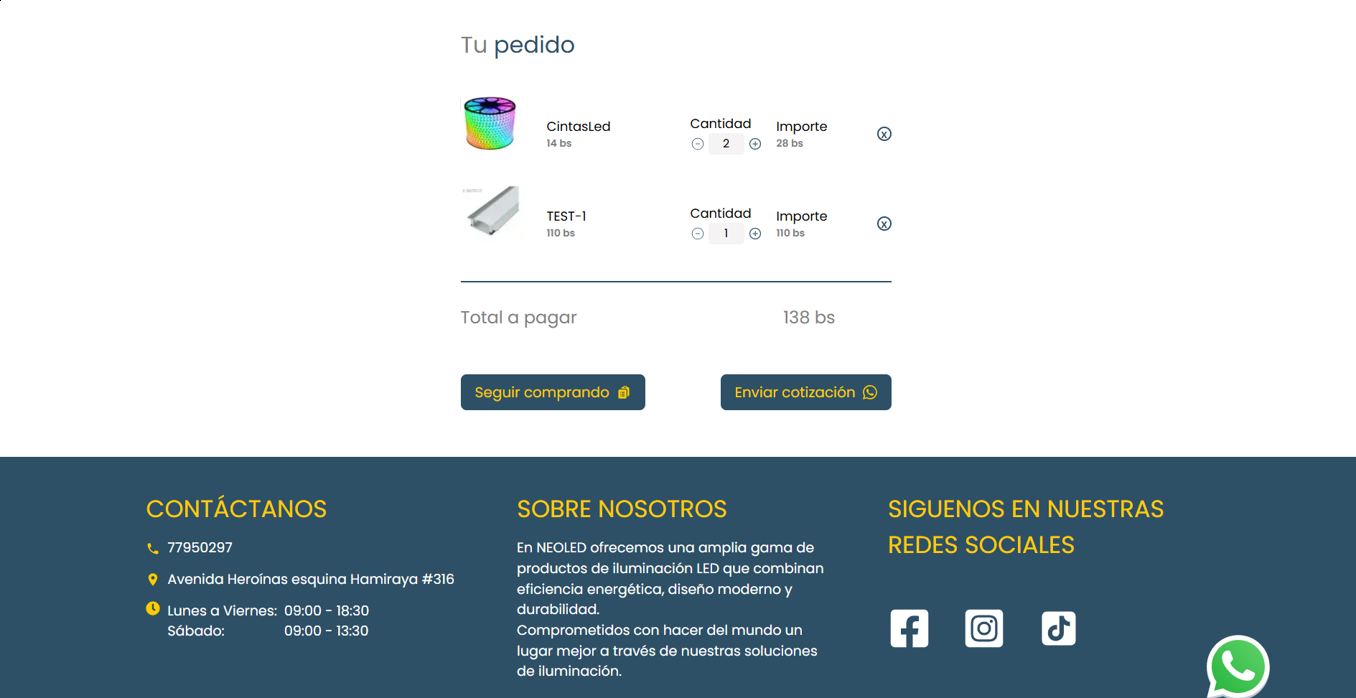 Tu pedido
CintasLed
14 bs
Cantidad
2
Importe
28 bs
x
TEST-1
110 bs
Cantidad
1
Importe
110 bs
x
Total a pagar 138 bs
Seguir comprando
Enviar cotización
CONTÁCTANOS
77950297
Avenida Heroínas esquina Hamiraya #316
Lunes a Viernes: 09:00 - 18:30
Sábado: 09:00 - 13:30
SOBRE NOSOTROS
En NEOLED ofrecemos una amplia gama de
productos de iluminación LED que combinan
eficiencia energética, diseño moderno y
durabilidad.
Comprometidos con hacer del mundo un
lugar mejor a través de nuestras soluciones
de iluminación.
SIGUENOS EN NUESTRAS
REDES SOCIALES